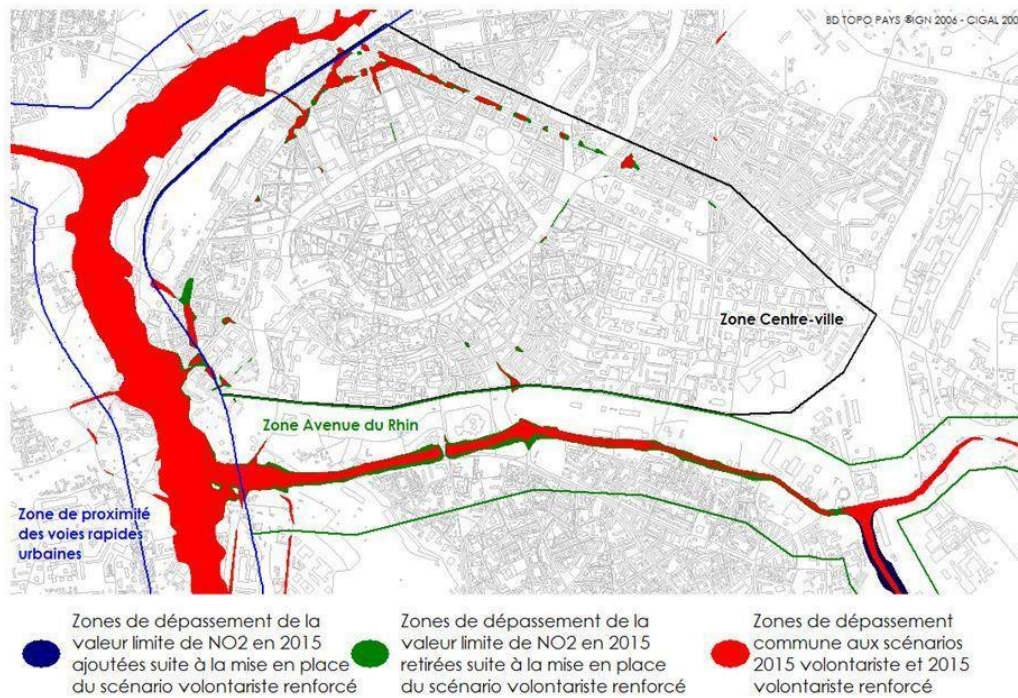 BD TOPO PAYS ®IGN 2006 - CIGAL 200
Zone Centre-ville
Zone Avenue du Rhin
Zone de proximité
des voies rapides
urbaines
Zones de dépassement de la
valeur limite de NO2 en 2015
ajoutées suite à la mise en place
du scénario volontariste renforcé
Zones de dépassement de la
valeur limite de NO2 en 2015
retirées suite à la mise en place
du scénario volontariste renforcé
Zones de dépassement
commune aux scénarios
2015 volontariste et 2015
volontariste renforcé